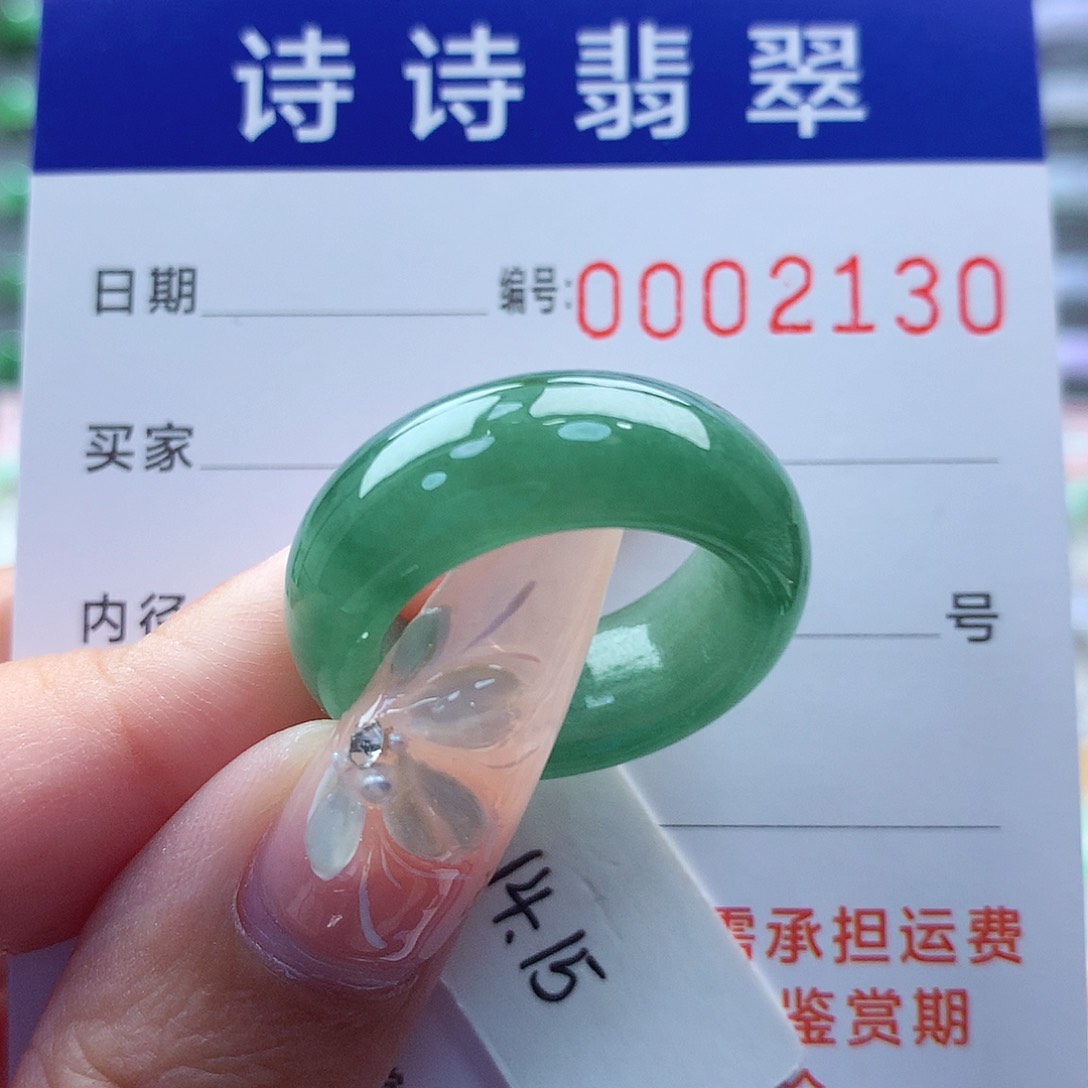 诗诗翡翠
日期 编号:0002130
买家
内径 号
14.15
需承担运费
鉴赏期